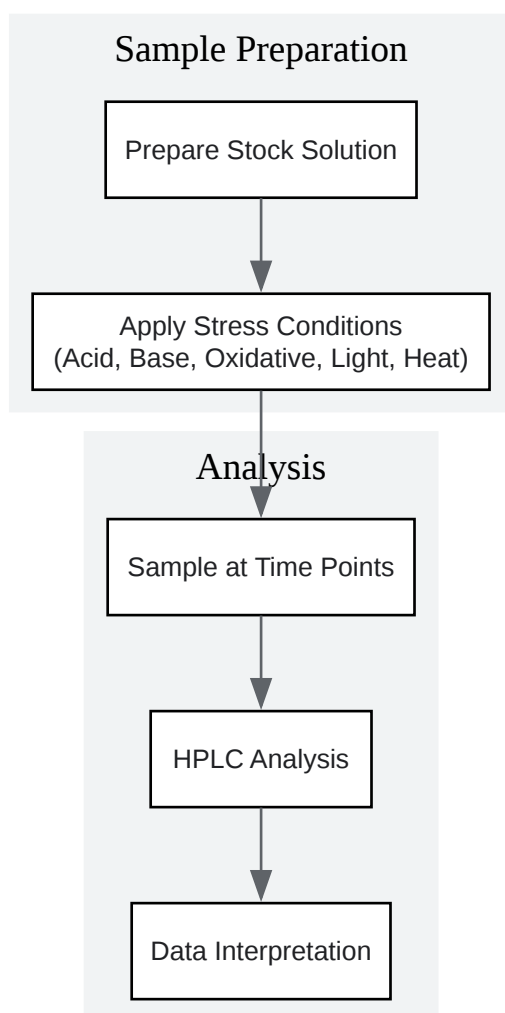 Sample Preparation
Prepare Stock Solution
Apply Stress Conditions
(Acid, Base, Oxidative, Light, Heat)
Analysis
Sample at Time Points
HPLC Analysis
Data Interpretation